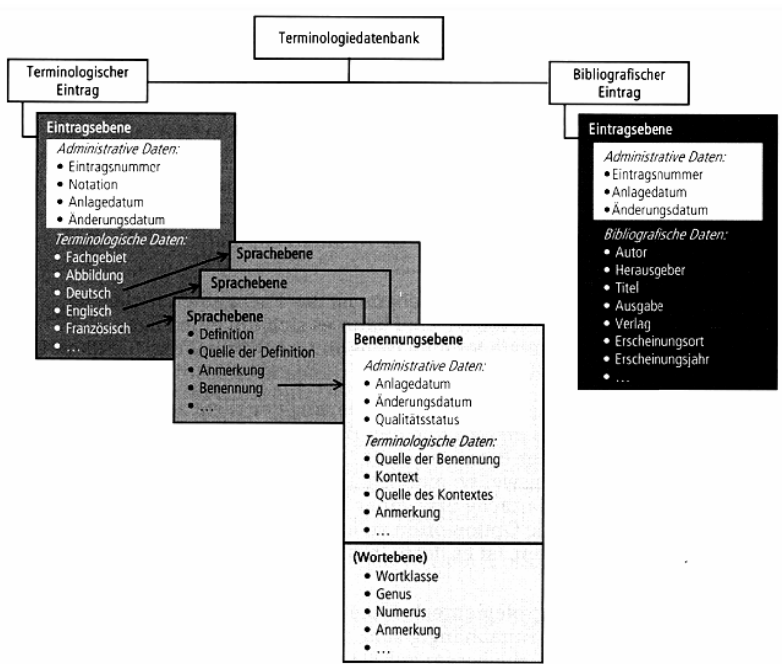 Terminologiedatenbank
Terminologischer
Eintrag
Bibliografischer
Eintrag
Eintragsebene
Administrative Daten:
• Eintragsnummer
• Notation
• Anlagedatum
• Änderungsdatum
Terminologische Daten:
• Fachgebiet
• Abbildung
• Deutsch
• Englisch
• Französisch
• ...
Sprachebene
Sprachebene
Sprachebene
• Definition
• Quelle der Definition
• Anmerkung
• Benennung
• ...
Benennungsebene
Administrative Daten:
• Anlagedatum
• Änderungsdatum
• Qualitätsstatus
Terminologische Daten:
• Quelle der Benennung
• Kontext
• Quelle des Kontextes
• Anmerkung
• ...
(Wortebene)
• Wortklasse
• Genus
• Numerus
• Anmerkung
• ...
Eintragsebene
Administrative Daten:
• Eintragsnummer
• Anlagedatum
• Änderungsdatum
Bibliografische Daten:
• Autor
• Herausgeber
• Titel
• Ausgabe
• Verlag
• Erscheinungsort
• Erscheinungsjahr
• ...